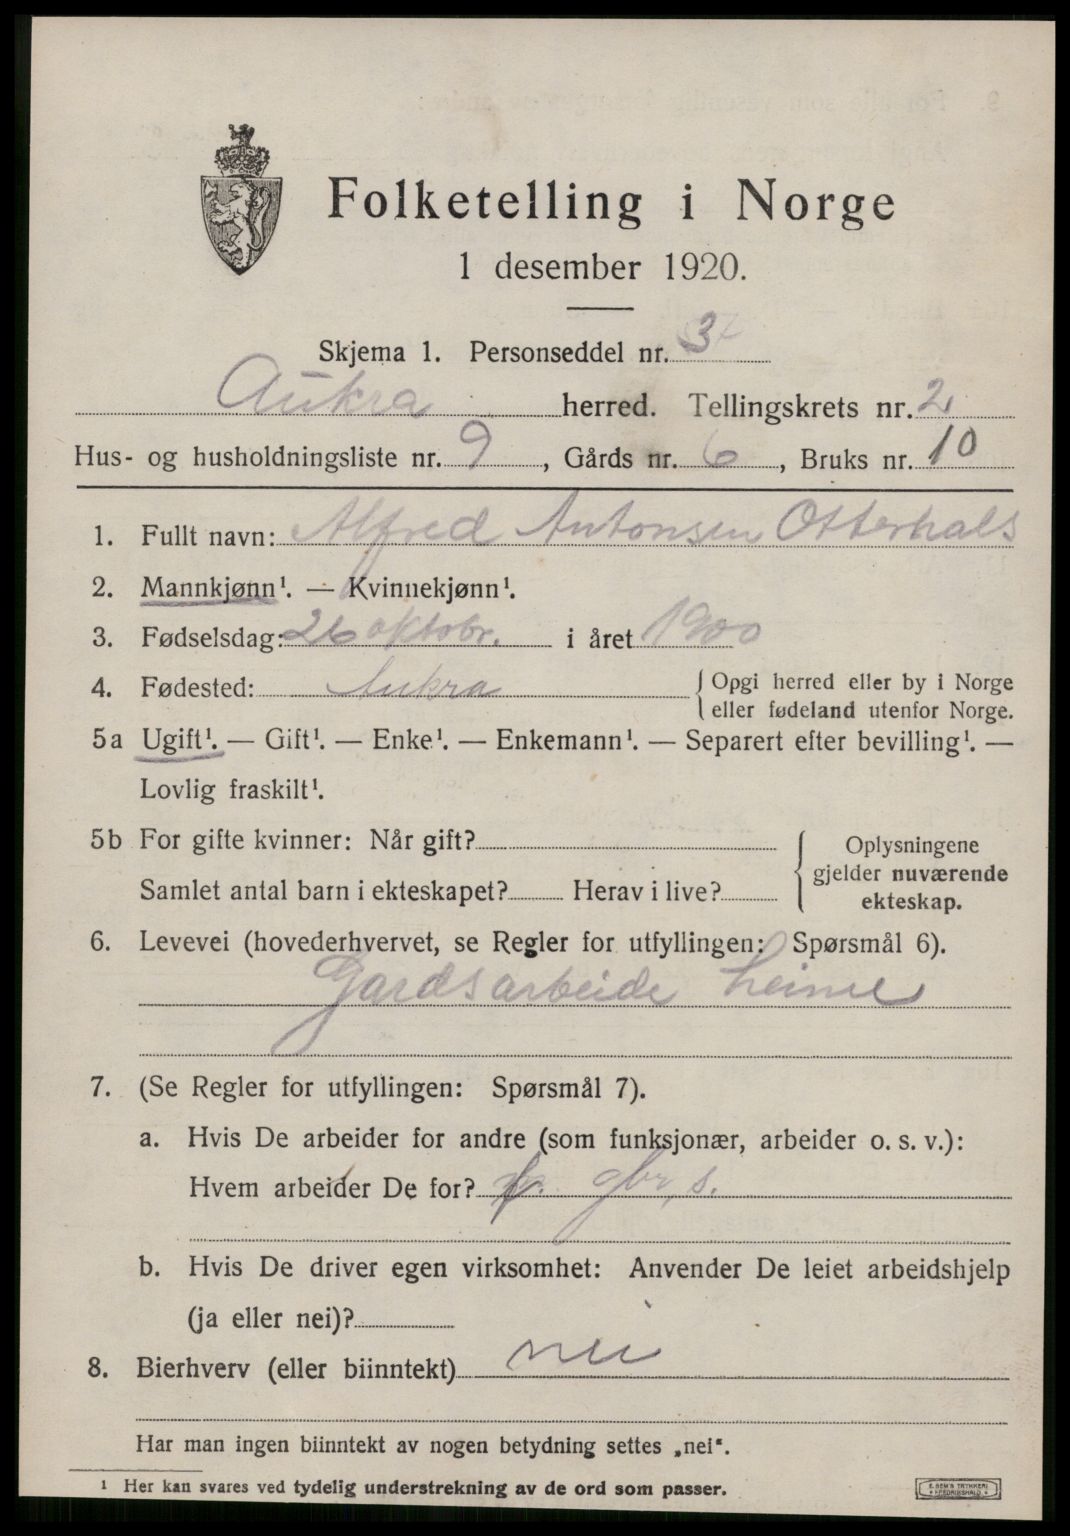 Folketelling i Norge
1 desember 1920.
Skjema 1. Personseddel nr. 3
Aukra herred. Tellingskrets nr. 2
Hus- og husholdningsliste nr. 9, Gårds nr. 6, Bruks nr. 10
1. Fullt navn: Alfred Antonsen Otterhals
2. Mannkjønn¹. — Kvinnekjønn¹.
3. Fødselsdag: 26 oktobr. i året 1900
4. Fødested: Aukra { Opgi herred eller by i Norge
eller fødeland utenfor Norge.
5a Ugift¹. — Gift¹. — Enke¹. — Enkemann¹. — Separert efter bevilling¹. —
Lovlig fraskilt¹.
5b For gifte kvinner: Når gift?
Samlet antal barn i ekteskapet? Herav i live?
{ Oplysningene
gjelder nuværende
ekteskap.
6. Levevei (hovederhvervet, se Regler for utfyllingen: Spørsmål 6).
Gardsarbeide heime
7. (Se Regler for utfyllingen: Spørsmål 7).
a. Hvis De arbeider for andre (som funksjonær, arbeider o. s. v.):
Hvem arbeider De for? gbr. s.
b. Hvis De driver egen virksomhet: Anvender De leiet arbeidshjelp
(ja eller nei)?
8. Bierhverv (eller biinntekt) nei
Har man ingen biinntekt av nogen betydning settes „nei“.
¹ Her kan svares ved tydelig understrekning av de ord som passer.
E. SEM'S TRYKKERI
FREDRIKSHALD.